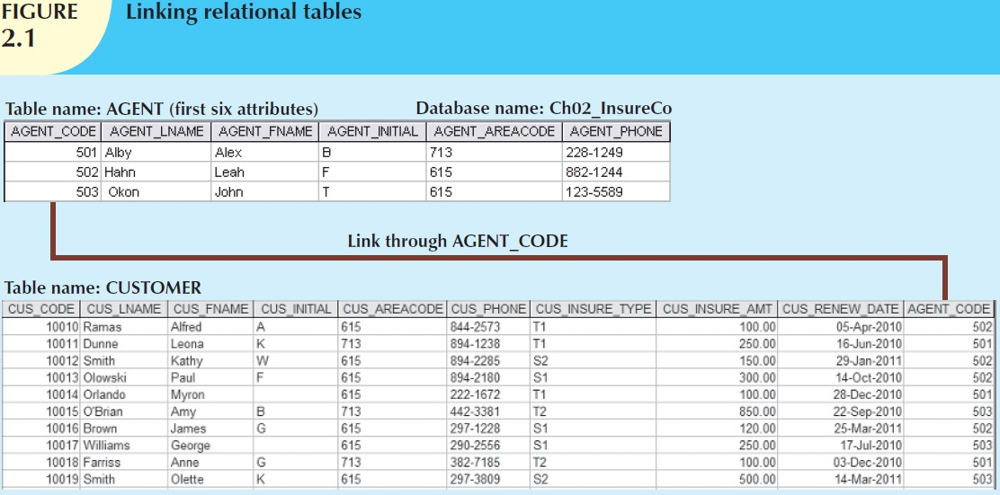 FIGURE 2.1
Linking relational tables
Table name: AGENT (first six attributes) Database name: Ch02_InsureCo
AGENT_CODE AGENT_LNAME AGENT_FNAME AGENT_INITIAL AGENT_AREACODE AGENT_PHONE
501 Alby Alex B 713 228-1249
502 Hahn Leah F 615 882-1244
503 Okon John T 615 123-5589
Link through AGENT_CODE
Table name: CUSTOMER
CUS_CODE CUS_LNAME CUS_FNAME CUS_INITIAL CUS_AREACODE CUS_PHONE CUS_INSURE_TYPE CUS_INSURE_AMT CUS_RENEW_DATE AGENT_CODE
10010 Ramas Alfred A 615 844-2573 T1 100.00 05-Apr-2010 502
10011 Dunne Leona K 713 894-1238 T1 250.00 16-Jun-2010 501
10012 Smith Kathy W 615 894-2285 S2 150.00 29-Jan-2011 502
10013 Olowski Paul F 615 894-2180 S1 300.00 14-Oct-2010 502
10014 Orlando Myron 615 222-1672 T1 100.00 28-Dec-2010 501
10015 O'Brian Amy B 713 442-3381 T2 850.00 22-Sep-2010 503
10016 Brown James G 615 297-1228 S1 120.00 25-Mar-2011 502
10017 Williams George 615 290-2556 S1 250.00 17-Jul-2010 503
10018 Farriss Anne G 713 382-7185 T2 100.00 03-Dec-2010 501
10019 Smith Olette K 615 297-3809 S2 500.00 14-Mar-2011 503